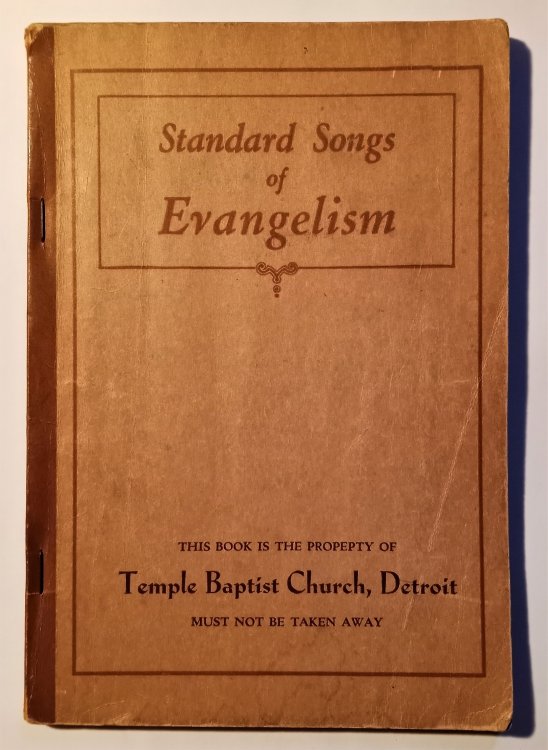 Standard Songs
of
Evangelism
THIS BOOK IS THE PROPEPTY OF
Temple Baptist Church, Detroit
MUST NOT BE TAKEN AWAY